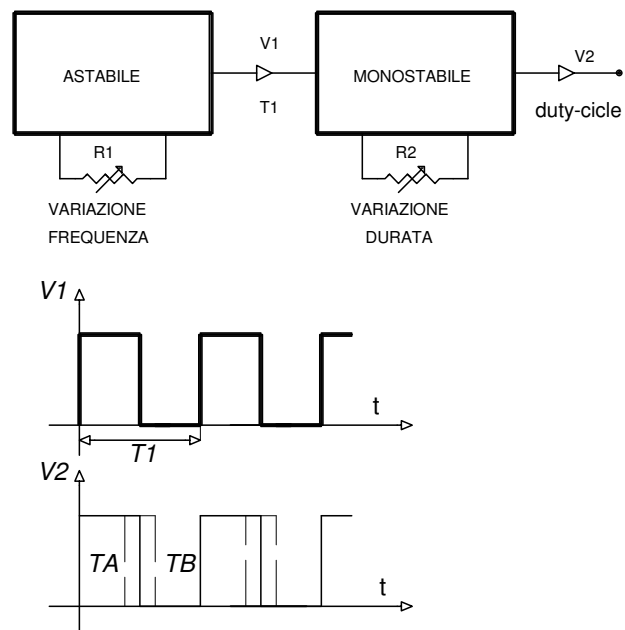 V1
V2
ASTABILE
MONOSTABILE
T1
duty-cicle
R1
R2
VARIAZIONE
FREQUENZA
VARIAZIONE
DURATA
V1
t
T1
V2
TA
TB
t